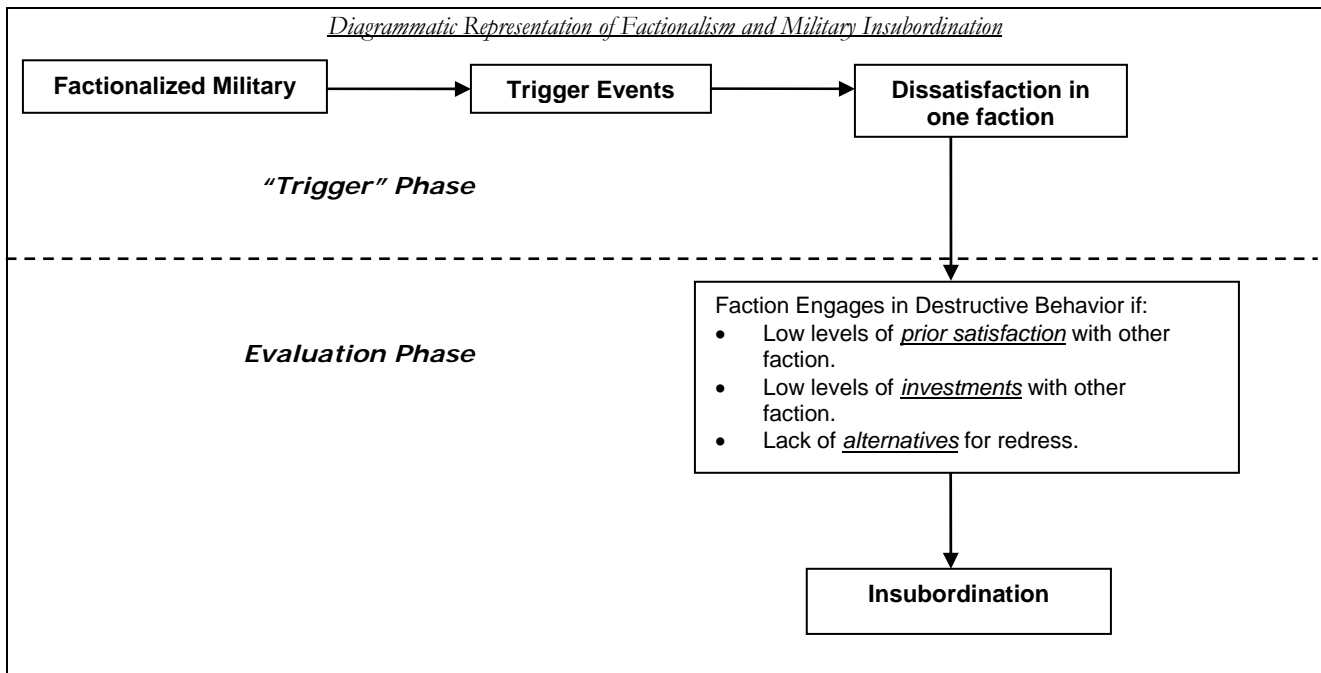 Diagrammatic Representation of Factionalism and Military Insubordination
Factionalized Military
Trigger Events
Dissatisfaction in
one faction
“Trigger” Phase
Faction Engages in Destructive Behavior if:
• Low levels of prior satisfaction with other
faction.
Evaluation Phase
• Low levels of investments with other
faction.
• Lack of alternatives for redress.
Insubordination